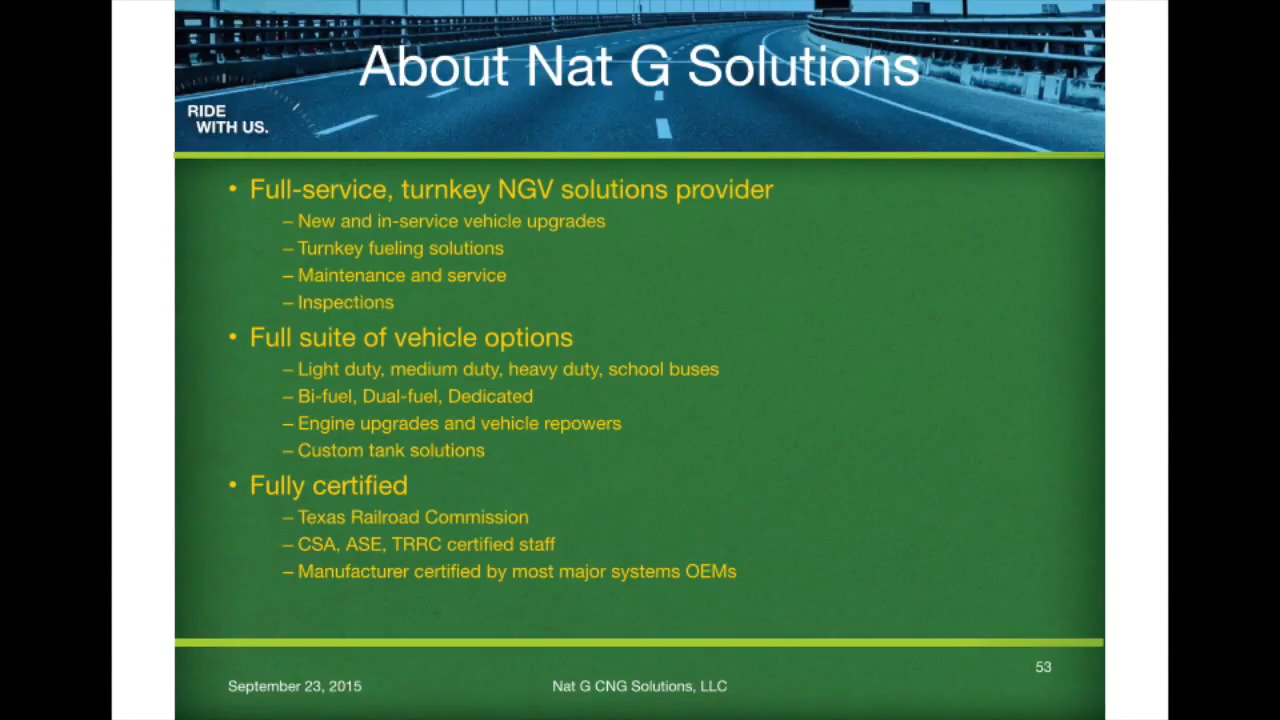 About Nat G Solutions
RIDE
WITH US.
• Full-service, turnkey NGV solutions provider
– New and in-service vehicle upgrades
– Turnkey fueling solutions
– Maintenance and service
– Inspections
• Full suite of vehicle options
– Light duty, medium duty, heavy duty, school buses
– Bi-fuel, Dual-fuel, Dedicated
– Engine upgrades and vehicle repowers
– Custom tank solutions
• Fully certified
– Texas Railroad Commission
– CSA, ASE, TRRC certified staff
– Manufacturer certified by most major systems OEMs
53
September 23, 2015
Nat G CNG Solutions, LLC